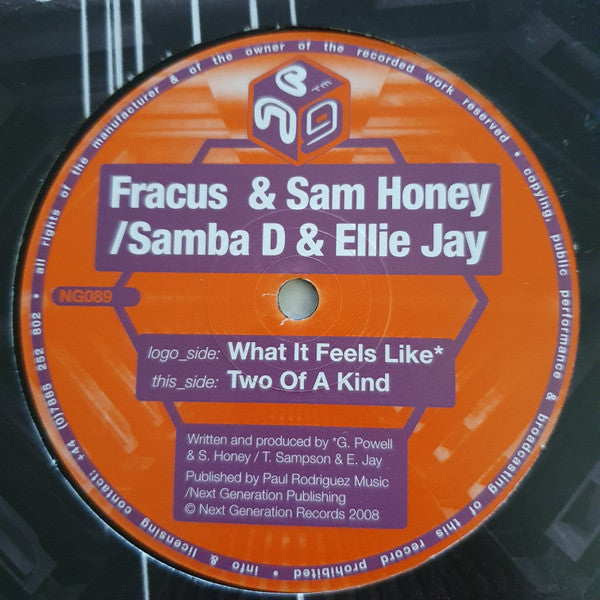 all rights of the manufacturer & of the owner of the recorded work reserved • copying, public performance & broadcasting of this record prohibited • info & licensing contact: +44 (0)7885 252 802 •
Fracus & Sam Honey
/Samba D & Ellie Jay
NG089
logo_side: What It Feels Like*
this_side: Two Of A Kind
Written and produced by *G. Powell
& S. Honey / T. Sampson & E. Jay
Published by Paul Rodriguez Music
/Next Generation Publishing
© Next Generation Records 2008